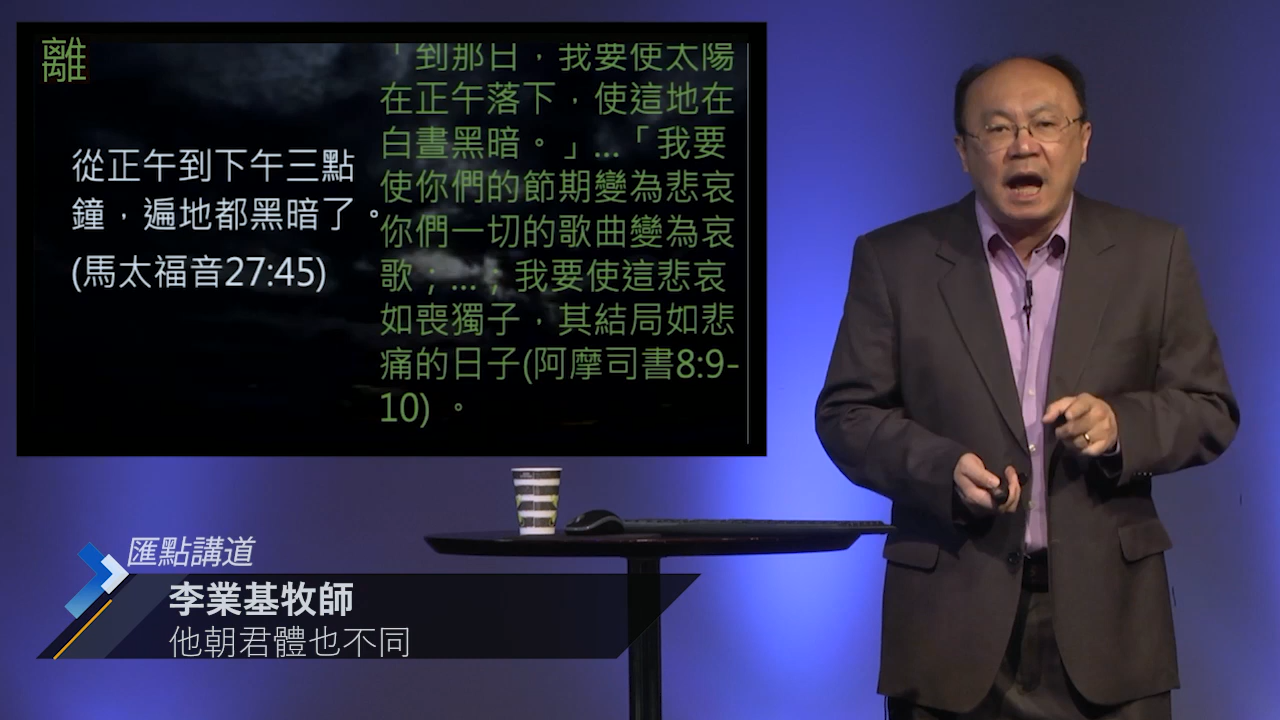 離
從正午到下午三點
鐘，遍地都黑暗了。
(馬太福音27:45)
「到那日，我要使太陽
在正午落下，使這地在
白晝黑暗。」...「我要
使你們的節期變為悲哀
你們一切的歌曲變為哀
歌；...；我要使這悲哀
如喪獨子，其結局如悲
痛的日子(阿摩司書8:9-
10) 。
匯點講道
李業基牧師
他朝君體也不同